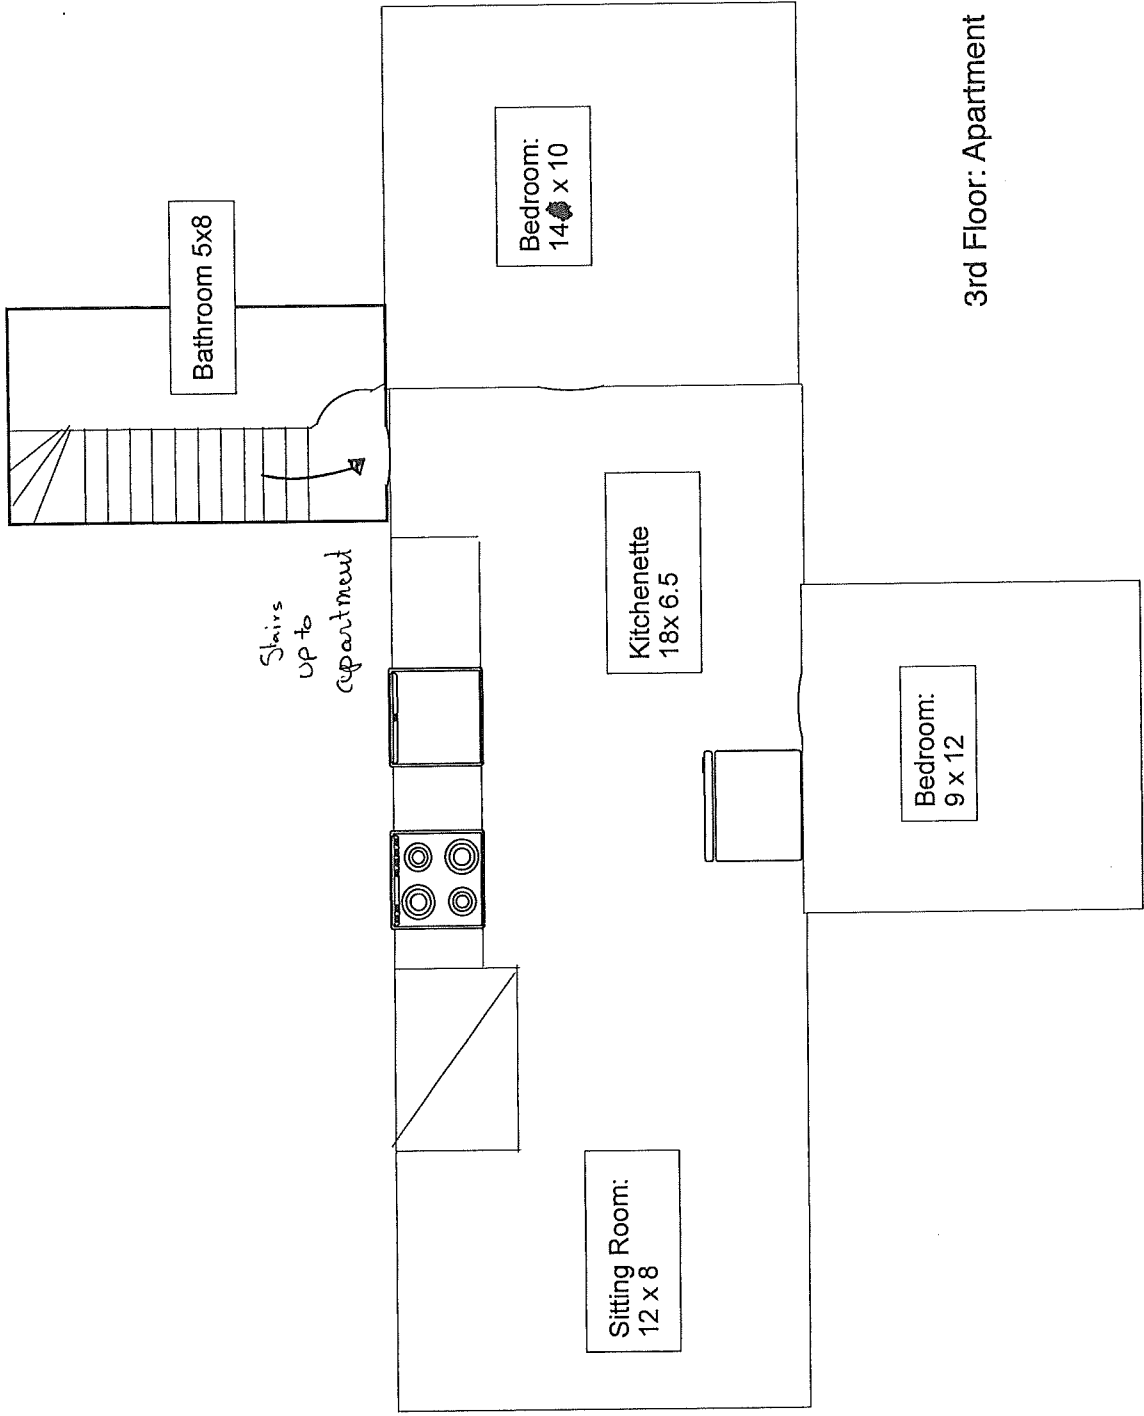 Bathroom 5x8
Bedroom:
14 x 10
3rd Floor: Apartment
Stairs
up to
apartment
Kitchenette
18x 6.5
Bedroom:
9 x 12
Sitting Room:
12 x 8